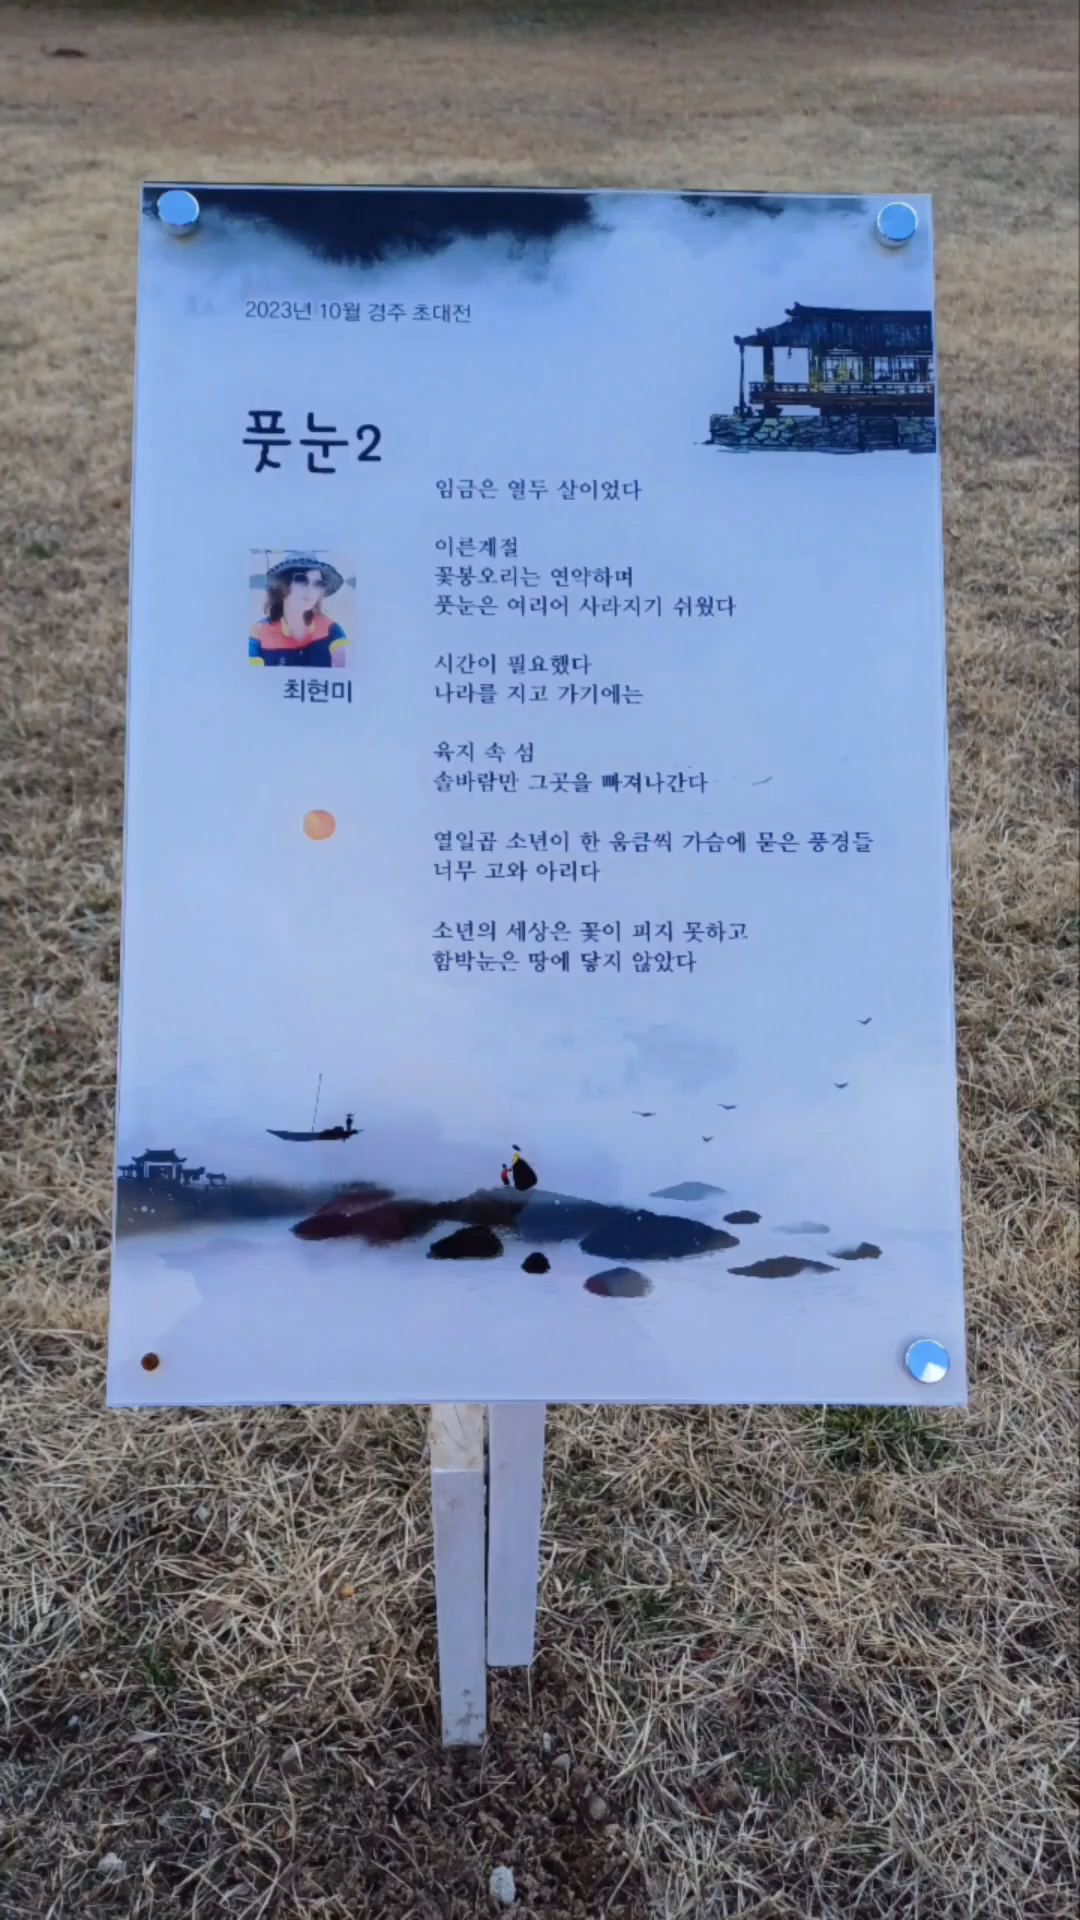 2023년 10월 경주 초대전
풋눈2
최현미
임금은 열두 살이었다
이른계절
꽃봉오리는 연약하며
풋눈은 여리어 사라지기 쉬웠다
시간이 필요했다
나라를 지고 가기에는
육지 속 섬
솔바람만 그곳을 빠져나간다
열일곱 소년이 한 움큼씩 가슴에 묻은 풍경들
너무 고와 아리다
소년의 세상은 꽃이 피지 못하고
함박눈은 땅에 닿지 않았다